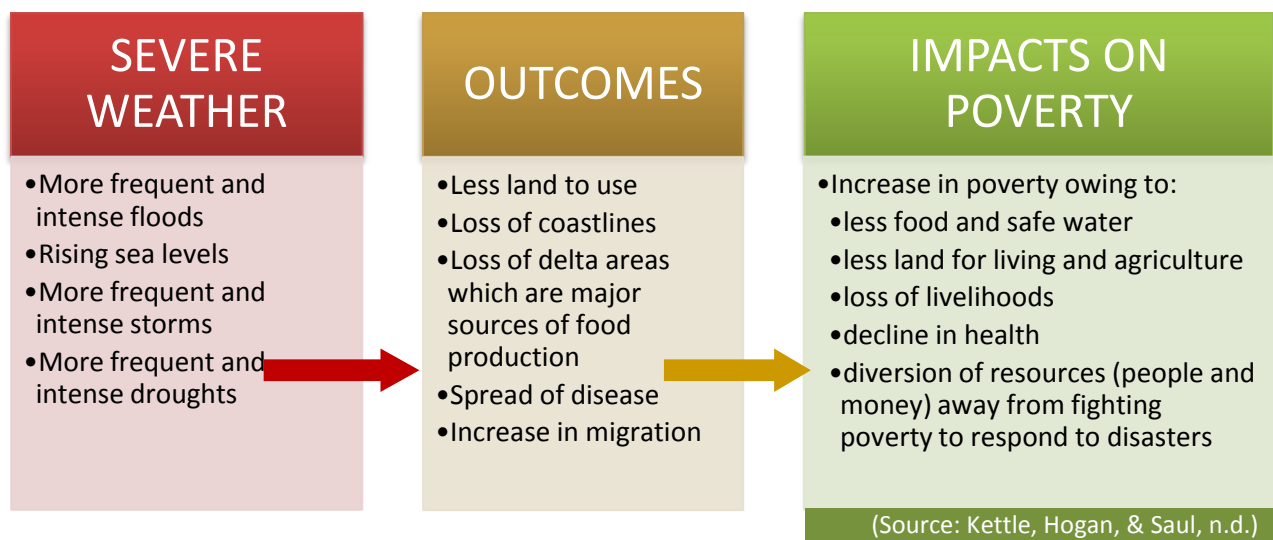 SEVERE
WEATHER
•More frequent and
intense floods
•Rising sea levels
•More frequent and
intense storms
•More frequent and
intense droughts
OUTCOMES
•Less land to use
•Loss of coastlines
•Loss of delta areas
which are major
sources of food
production
•Spread of disease
•Increase in migration
IMPACTS ON
POVERTY
•Increase in poverty owing to:
•less food and safe water
•less land for living and agriculture
•loss of livelihoods
•decline in health
•diversion of resources (people and
money) away from fighting
poverty to respond to disasters
(Source: Kettle, Hogan, & Saul, n.d.)